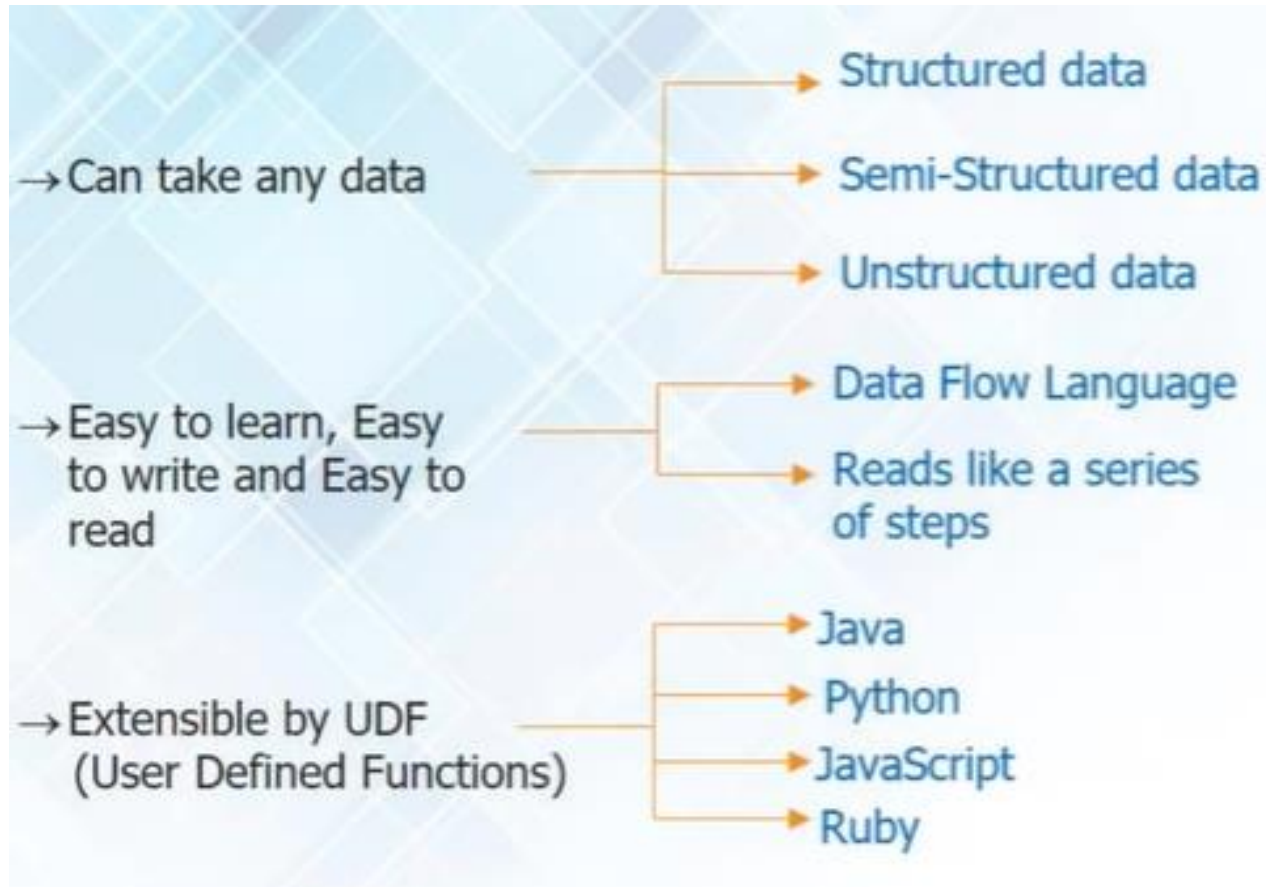 Structured data
→Can take any data
Semi-Structured data
Unstructured data
Data Flow Language
→Easy to learn, Easy
to write and Easy to
read
Reads like a series
of steps
→Extensible by UDF
(User Defined Functions)
Java
Python
JavaScript
Ruby